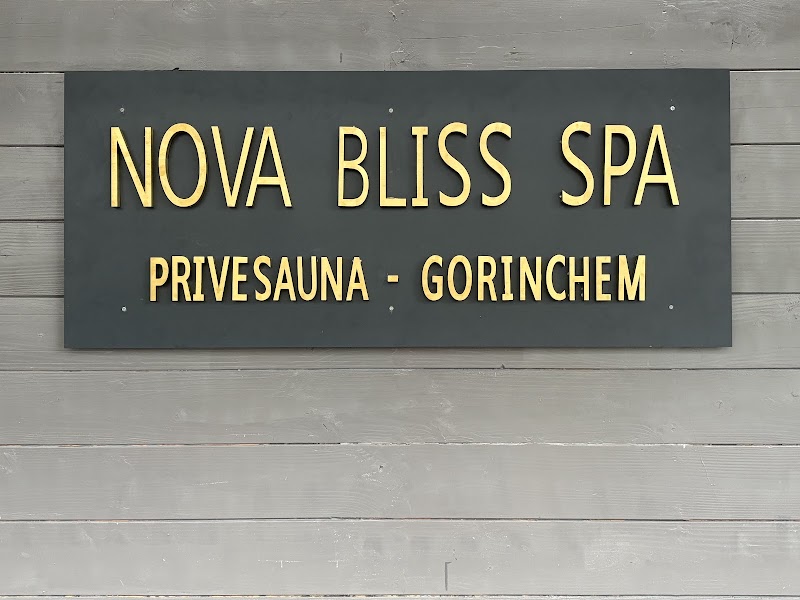 NOVA BLISS SPA
PRIVESAUNA - GORINCHEM